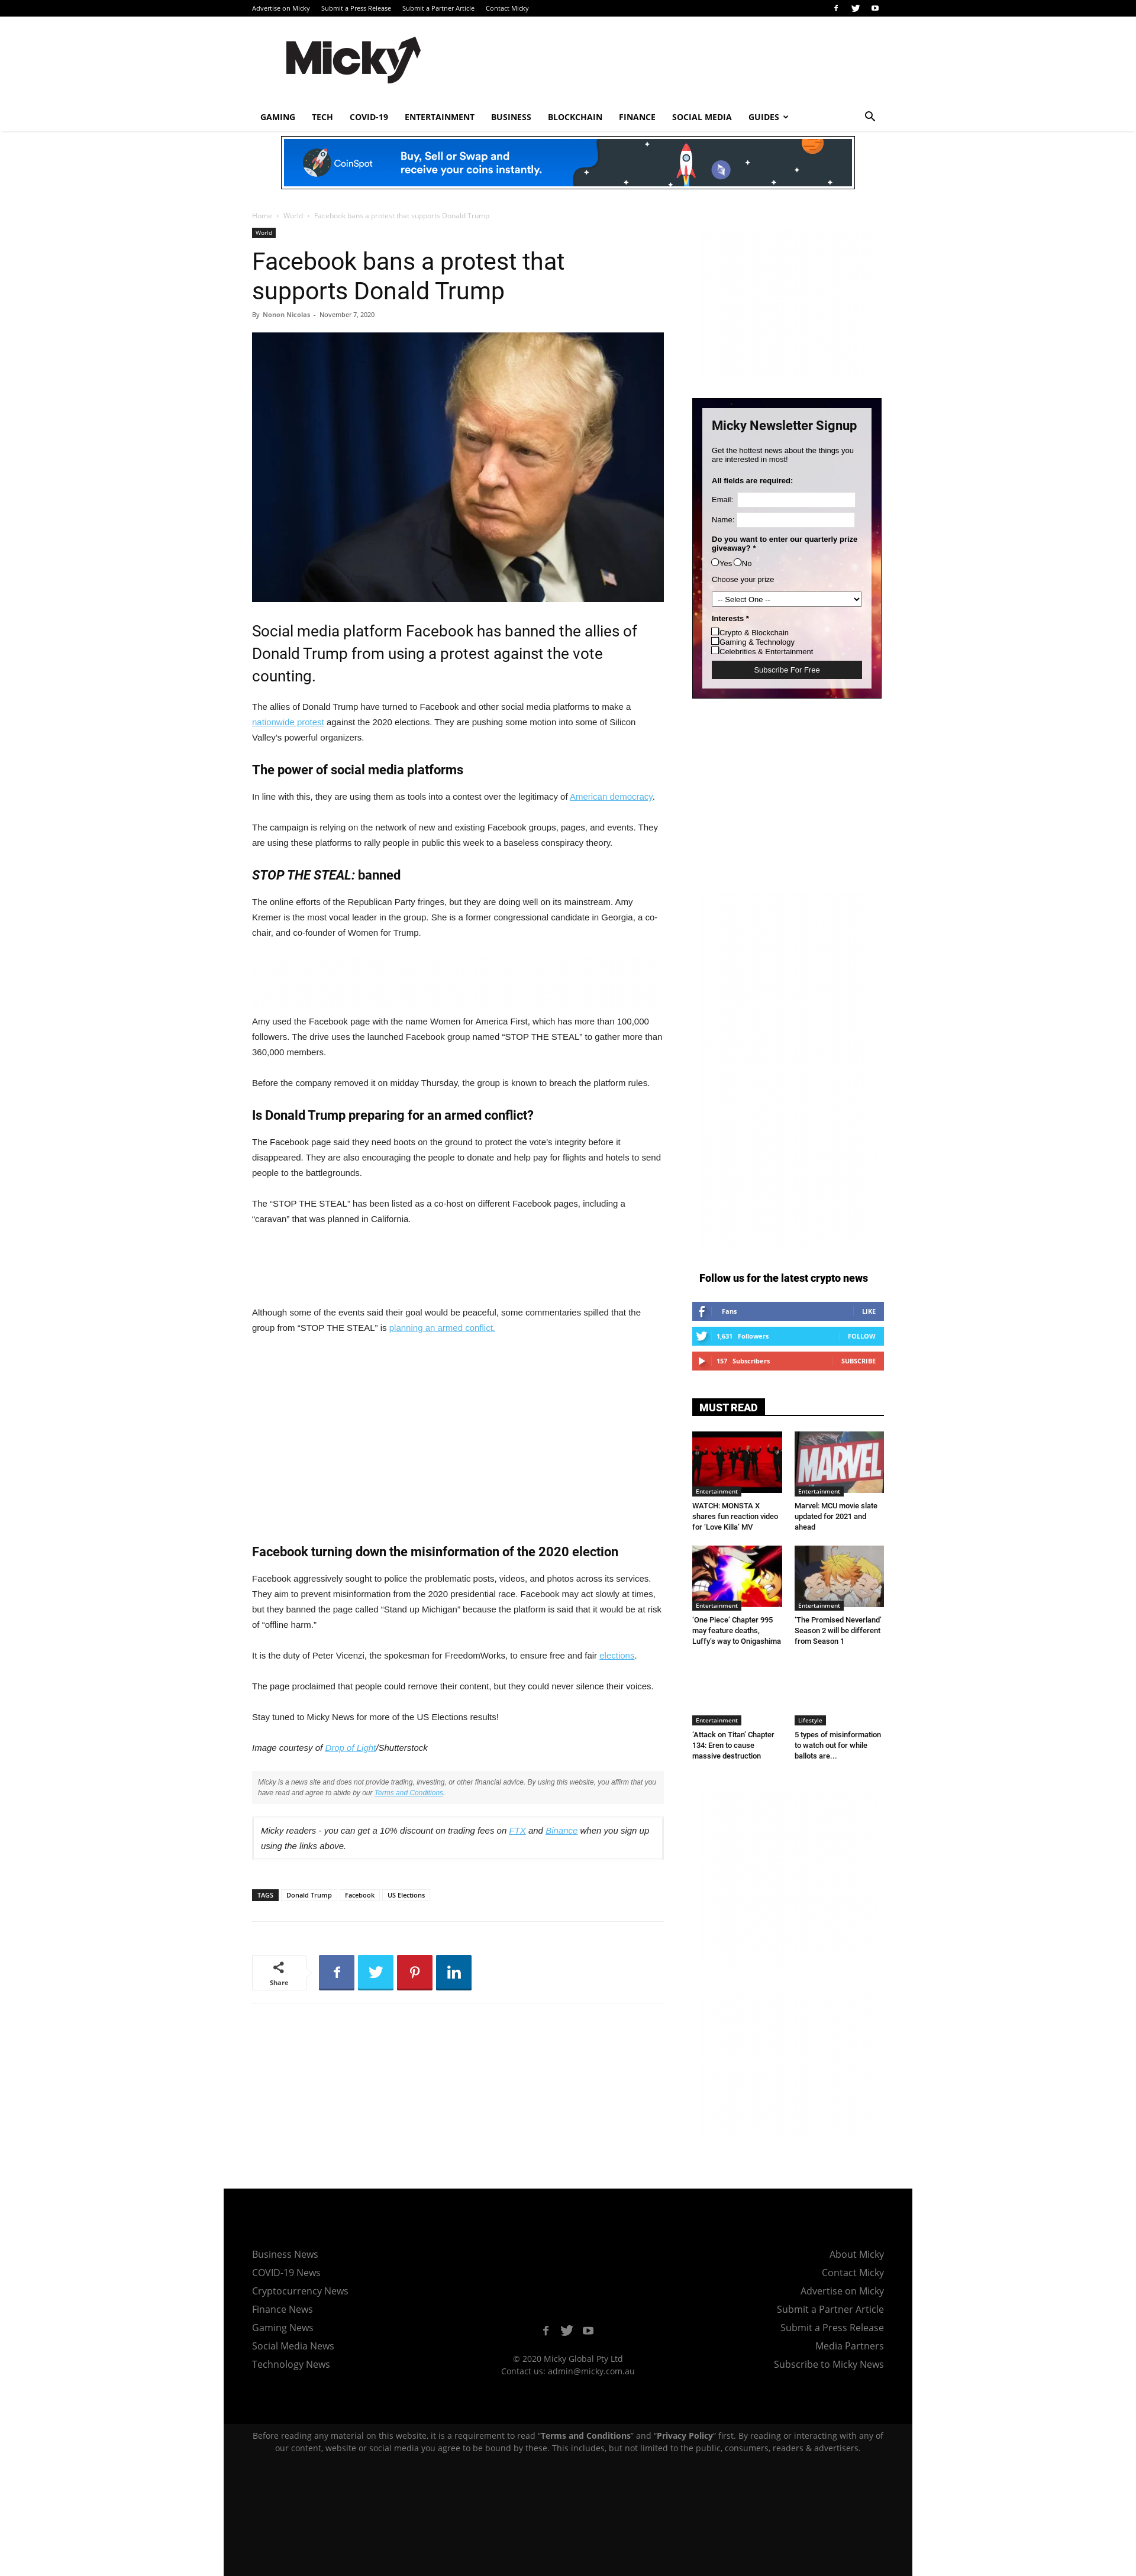 Advertise on Micky Submit a Press Release Submit a Partner Article Contact Micky
Micky
GAMING TECH COVID-19 ENTERTAINMENT BUSINESS BLOCKCHAIN FINANCE SOCIAL MEDIA GUIDES
CoinSpot
Buy, Sell or Swap and
receive your coins instantly.
Home › World › Facebook bans a protest that supports Donald Trump
World
Facebook bans a protest that
supports Donald Trump
By Nonon Nicolas - November 7, 2020
Social media platform Facebook has banned the allies of
Donald Trump from using a protest against the vote
counting.
The allies of Donald Trump have turned to Facebook and other social media platforms to make a
nationwide protest against the 2020 elections. They are pushing some motion into some of Silicon
Valley's powerful organizers.
The power of social media platforms
In line with this, they are using them as tools into a contest over the legitimacy of American democracy.
The campaign is relying on the network of new and existing Facebook groups, pages, and events. They
are using these platforms to rally people in public this week to a baseless conspiracy theory.
STOP THE STEAL: banned
The online efforts of the Republican Party fringes, but they are doing well on its mainstream. Amy
Kremer is the most vocal leader in the group. She is a former congressional candidate in Georgia, a co-
chair, and co-founder of Women for Trump.
Amy used the Facebook page with the name Women for America First, which has more than 100,000
followers. The drive uses the launched Facebook group named “STOP THE STEAL” to gather more than
360,000 members.
Before the company removed it on midday Thursday, the group is known to breach the platform rules.
Is Donald Trump preparing for an armed conflict?
The Facebook page said they need boots on the ground to protect the vote's integrity before it
disappeared. They are also encouraging the people to donate and help pay for flights and hotels to send
people to the battlegrounds.
The “STOP THE STEAL” has been listed as a co-host on different Facebook pages, including a
“caravan” that was planned in California.
Although some of the events said their goal would be peaceful, some commentaries spilled that the
group from “STOP THE STEAL” is planning an armed conflict.
Facebook turning down the misinformation of the 2020 election
Facebook aggressively sought to police the problematic posts, videos, and photos across its services.
They aim to prevent misinformation from the 2020 presidential race. Facebook may act slowly at times,
but they banned the page called “Stand up Michigan” because the platform is said that it would be at risk
of “offline harm.”
It is the duty of Peter Vicenzi, the spokesman for FreedomWorks, to ensure free and fair elections.
The page proclaimed that people could remove their content, but they could never silence their voices.
Stay tuned to Micky News for more of the US Elections results!
Image courtesy of Drop of Light/Shutterstock
Micky is a news site and does not provide trading, investing, or other financial advice. By using this website, you affirm that you
have read and agree to abide by our Terms and Conditions.
Micky readers - you can get a 10% discount on trading fees on FTX and Binance when you sign up
using the links above.
TAGS Donald Trump Facebook US Elections
Share
Micky Newsletter Signup
Get the hottest news about the things you
are interested in most!
All fields are required:
Email:
Name:
Do you want to enter our quarterly prize
giveaway? *
Yes No
Choose your prize
-- Select One --
Interests *
Crypto & Blockchain
Gaming & Technology
Celebrities & Entertainment
Subscribe For Free
Follow us for the latest crypto news
Fans LIKE
1,631 Followers FOLLOW
157 Subscribers SUBSCRIBE
MUST READ
MARVEL
Entertainment
WATCH: MONSTA X
shares fun reaction video
for ‘Love Killa’ MV
Entertainment
Marvel: MCU movie slate
updated for 2021 and
ahead
Entertainment
‘One Piece’ Chapter 995
may feature deaths,
Luffy's way to Onigashima
Entertainment
‘The Promised Neverland’
Season 2 will be different
from Season 1
Entertainment
‘Attack on Titan’ Chapter
134: Eren to cause
massive destruction
Lifestyle
5 types of misinformation
to watch out for while
ballots are...
Business News
COVID-19 News
Cryptocurrency News
Finance News
Gaming News
Social Media News
Technology News
© 2020 Micky Global Pty Ltd
Contact us: admin@micky.com.au
About Micky
Contact Micky
Advertise on Micky
Submit a Partner Article
Submit a Press Release
Media Partners
Subscribe to Micky News
Before reading any material on this website, it is a requirement to read “Terms and Conditions” and “Privacy Policy” first. By reading or interacting with any of
our content, website or social media you agree to be bound by these. This includes, but not limited to the public, consumers, readers & advertisers.